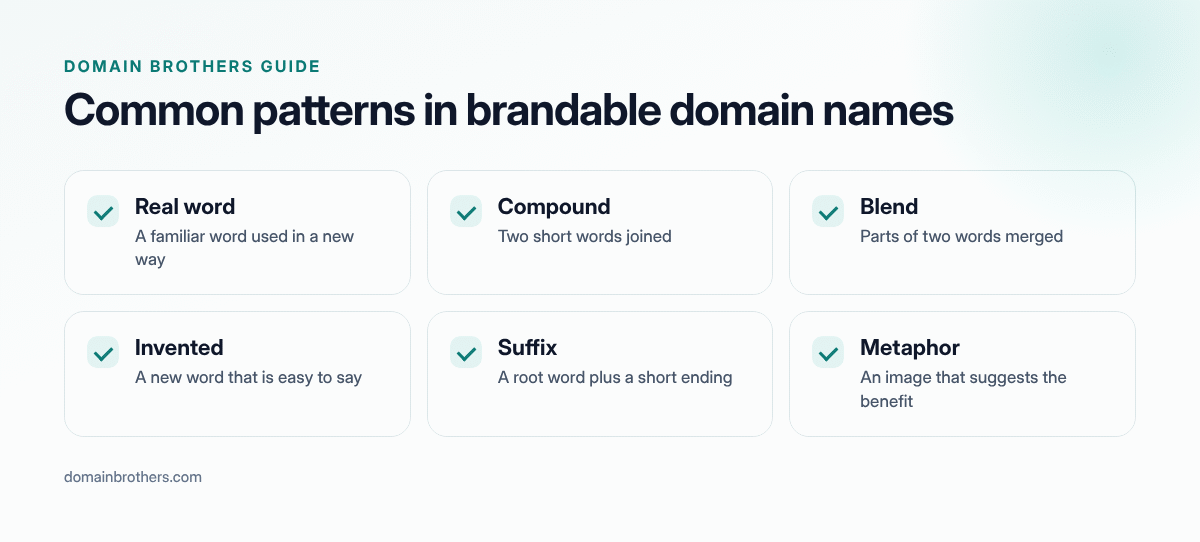 DOMAIN BROTHERS GUIDE
Common patterns in brandable domain names
Real word
A familiar word used in a new
way
Compound
Two short words joined
Blend
Parts of two words merged
Invented
A new word that is easy to say
Suffix
A root word plus a short ending
Metaphor
An image that suggests the
benefit
domainbrothers.com